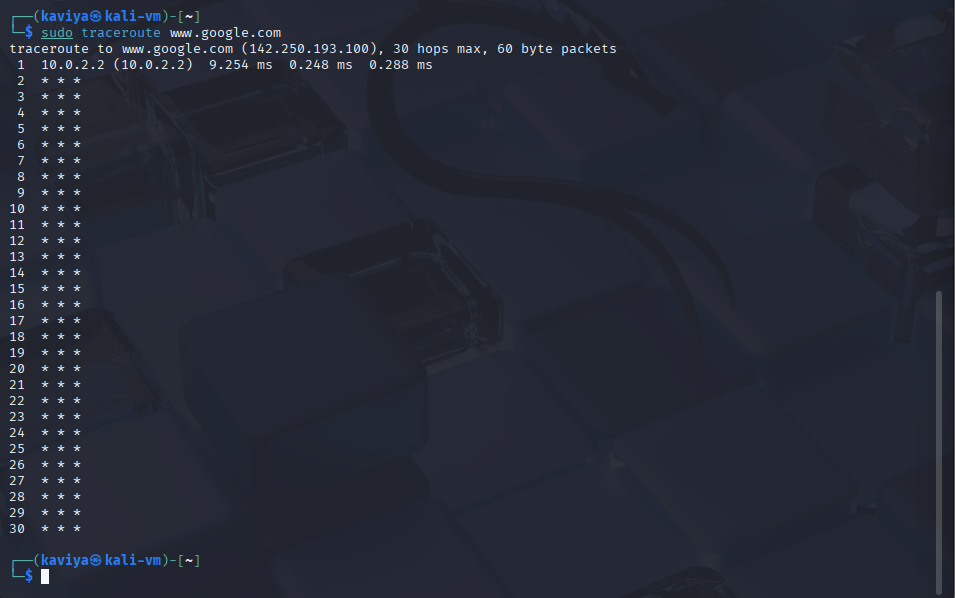 ┌──(kaviya㉿kali-vm)-[~]
└─$ sudo traceroute www.google.com
traceroute to www.google.com (142.250.193.100), 30 hops max, 60 byte packets
 1  10.0.2.2 (10.0.2.2)  9.254 ms  0.248 ms  0.288 ms
 2  * * *
 3  * * *
 4  * * *
 5  * * *
 6  * * *
 7  * * *
 8  * * *
 9  * * *
10  * * *
11  * * *
12  * * *
13  * * *
14  * * *
15  * * *
16  * * *
17  * * *
18  * * *
19  * * *
20  * * *
21  * * *
22  * * *
23  * * *
24  * * *
25  * * *
26  * * *
27  * * *
28  * * *
29  * * *
30  * * *
┌──(kaviya㉿kali-vm)-[~]
└─$